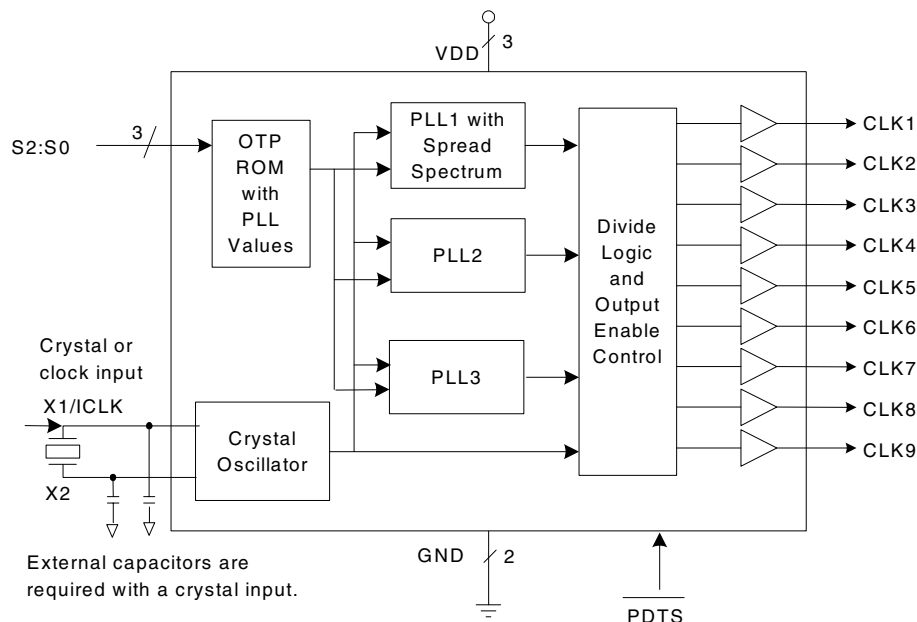 VDD
3
S2:S0
3
OTP
ROM
with
PLL
Values
PLL1 with
Spread
Spectrum
PLL2
PLL3
Divide
Logic
and
Output
Enable
Control
CLK1
CLK2
CLK3
CLK4
CLK5
CLK6
CLK7
CLK8
CLK9
Crystal or
clock input
X1/ICLK
X2
Crystal
Oscillator
External capacitors are
required with a crystal input.
GND
2
PDTS